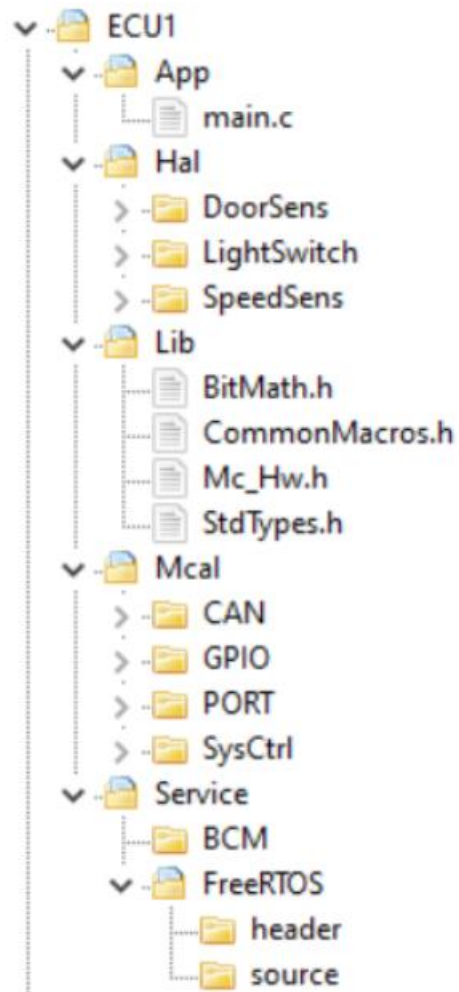 ECU1
App
main.c
Hal
DoorSens
LightSwitch
SpeedSens
Lib
BitMath.h
CommonMacros.h
Mc_Hw.h
StdTypes.h
Mcal
CAN
GPIO
PORT
SysCtrl
Service
BCM
FreeRTOS
header
source